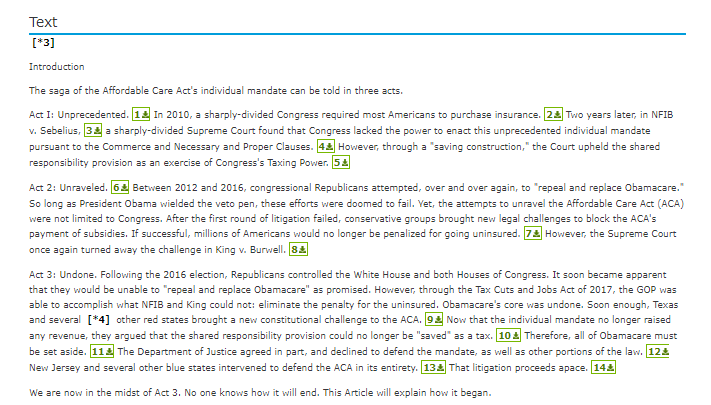 Text
[*3]
Introduction
The saga of the Affordable Care Act's individual mandate can be told in three acts.
Act I: Unprecedented. 1 In 2010, a sharply-divided Congress required most Americans to purchase insurance. 2 Two years later, in NFIB
v. Sebelius, 3 a sharply-divided Supreme Court found that Congress lacked the power to enact this unprecedented individual mandate
pursuant to the Commerce and Necessary and Proper Clauses. 4 However, through a "saving construction," the Court upheld the shared
responsibility provision as an exercise of Congress's Taxing Power. 5
Act 2: Unraveled. 6 Between 2012 and 2016, congressional Republicans attempted, over and over again, to "repeal and replace Obamacare."
So long as President Obama wielded the veto pen, these efforts were doomed to fail. Yet, the attempts to unravel the Affordable Care Act (ACA)
were not limited to Congress. After the first round of litigation failed, conservative groups brought new legal challenges to block the ACA's
payment of subsidies. If successful, millions of Americans would no longer be penalized for going uninsured. 7 However, the Supreme Court
once again turned away the challenge in King v. Burwell. 8
Act 3: Undone. Following the 2016 election, Republicans controlled the White House and both Houses of Congress. It soon became apparent
that they would be unable to "repeal and replace Obamacare" as promised. However, through the Tax Cuts and Jobs Act of 2017, the GOP was
able to accomplish what NFIB and King could not: eliminate the penalty for the uninsured. Obamacare's core was undone. Soon enough, Texas
and several [*4] other red states brought a new constitutional challenge to the ACA. 9 Now that the individual mandate no longer raised
any revenue, they argued that the shared responsibility provision could no longer be "saved" as a tax. 10 Therefore, all of Obamacare must
be set aside. 11 The Department of Justice agreed in part, and declined to defend the mandate, as well as other portions of the law. 12
New Jersey and several other blue states intervened to defend the ACA in its entirety. 13 That litigation proceeds apace. 14
We are now in the midst of Act 3. No one knows how it will end. This Article will explain how it began.